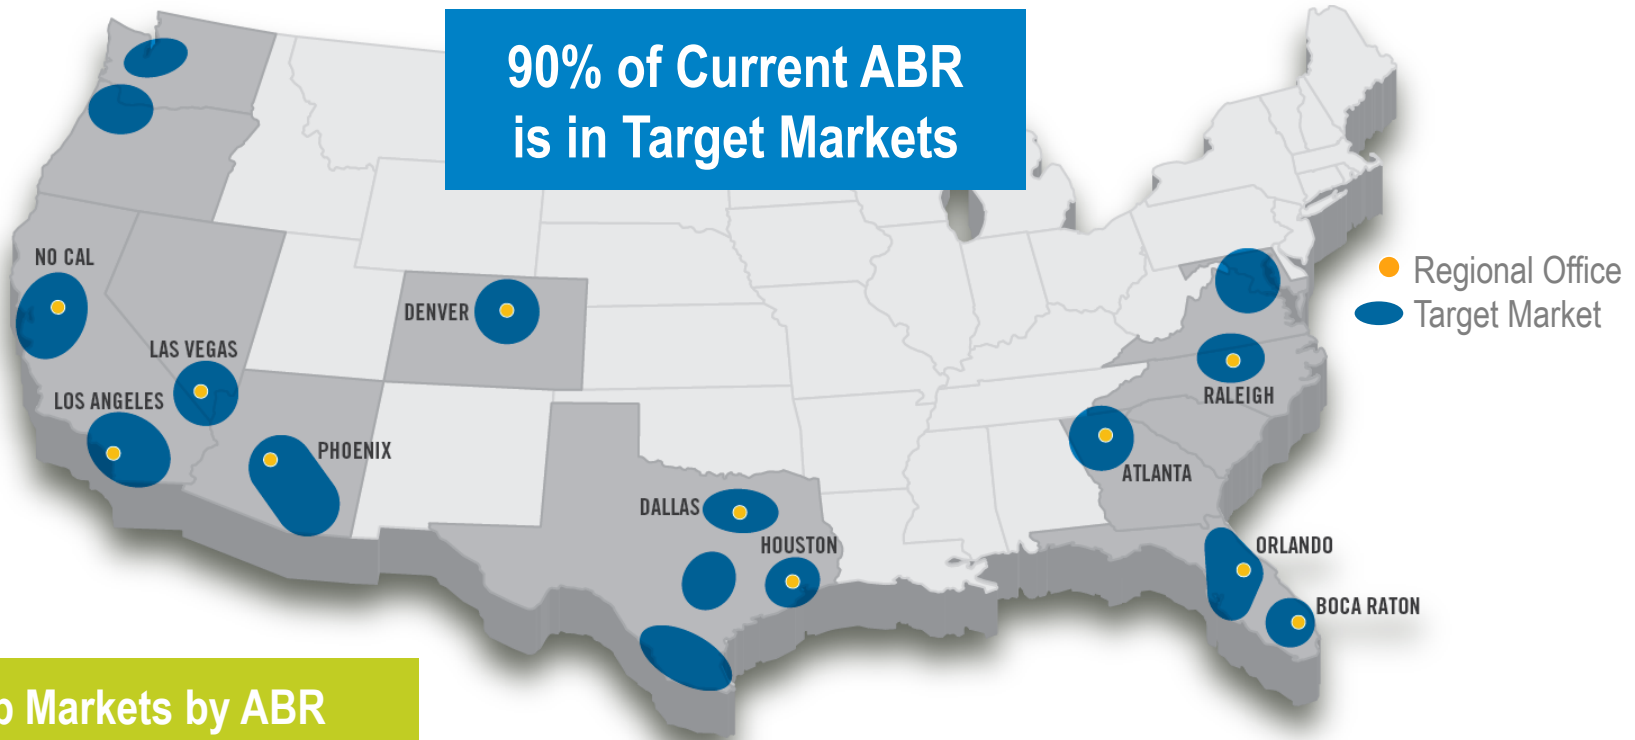 90% of Current ABR
is in Target Markets
NO CAL
DENVER
LAS VEGAS
LOS ANGELES
PHOENIX
DALLAS
HOUSTON
RALEIGH
ATLANTA
ORLANDO
BOCA RATON
Regional Office
Target Market
Markets by ABR